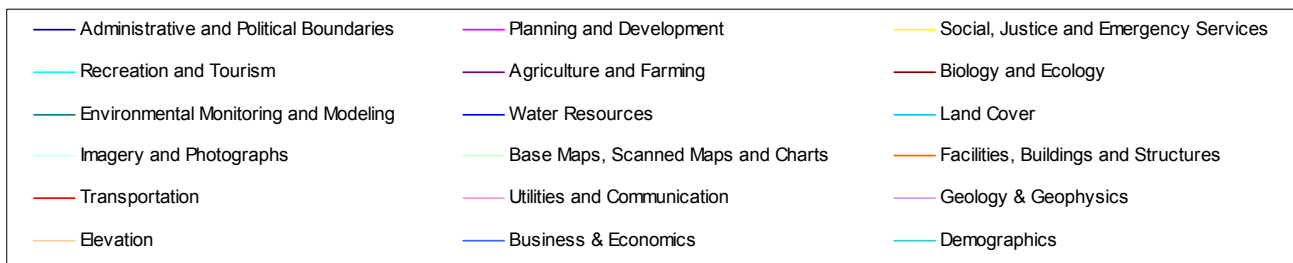 Administrative and Political Boundaries
Planning and Development
Social, Justice and Emergency Services
Recreation and Tourism
Agriculture and Farming
Biology and Ecology
Environmental Monitoring and Modeling
Water Resources
Land Cover
Imagery and Photographs
Base Maps, Scanned Maps and Charts
Facilities, Buildings and Structures
Transportation
Utilities and Communication
Geology & Geophysics
Elevation
Business & Economics
Demographics